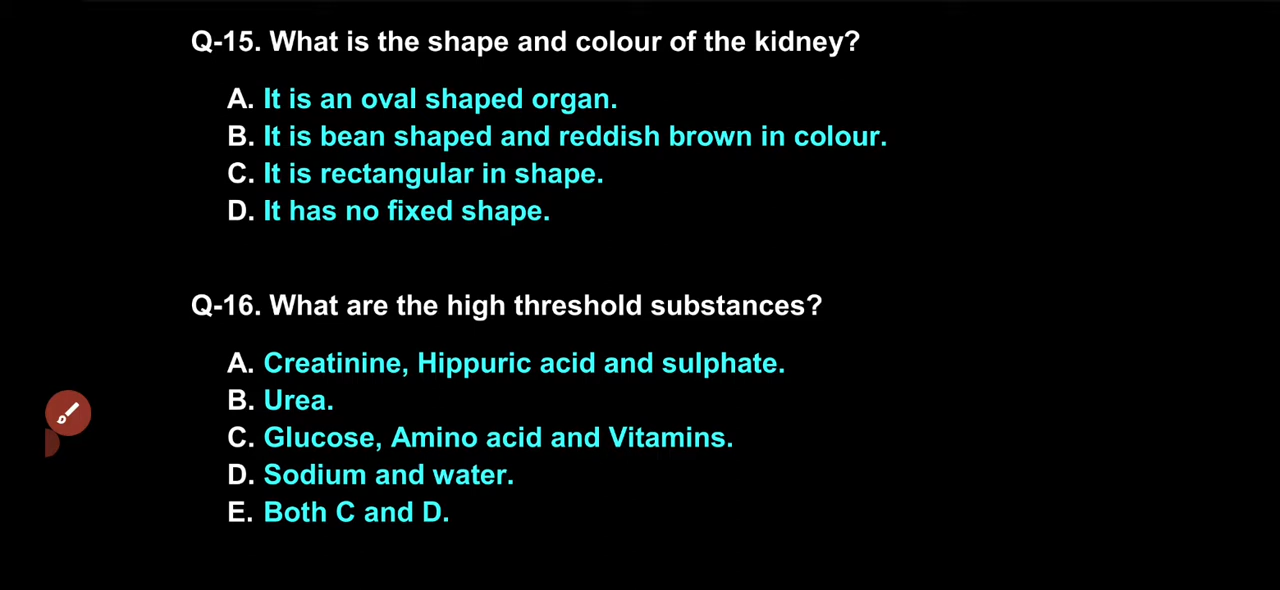 Q-15. What is the shape and colour of the kidney?
A. It is an oval shaped organ.
B. It is bean shaped and reddish brown in colour.
C. It is rectangular in shape.
D. It has no fixed shape.
Q-16. What are the high threshold substances?
A. Creatinine, Hippuric acid and sulphate.
B. Urea.
C. Glucose, Amino acid and Vitamins.
D. Sodium and water.
E. Both C and D.